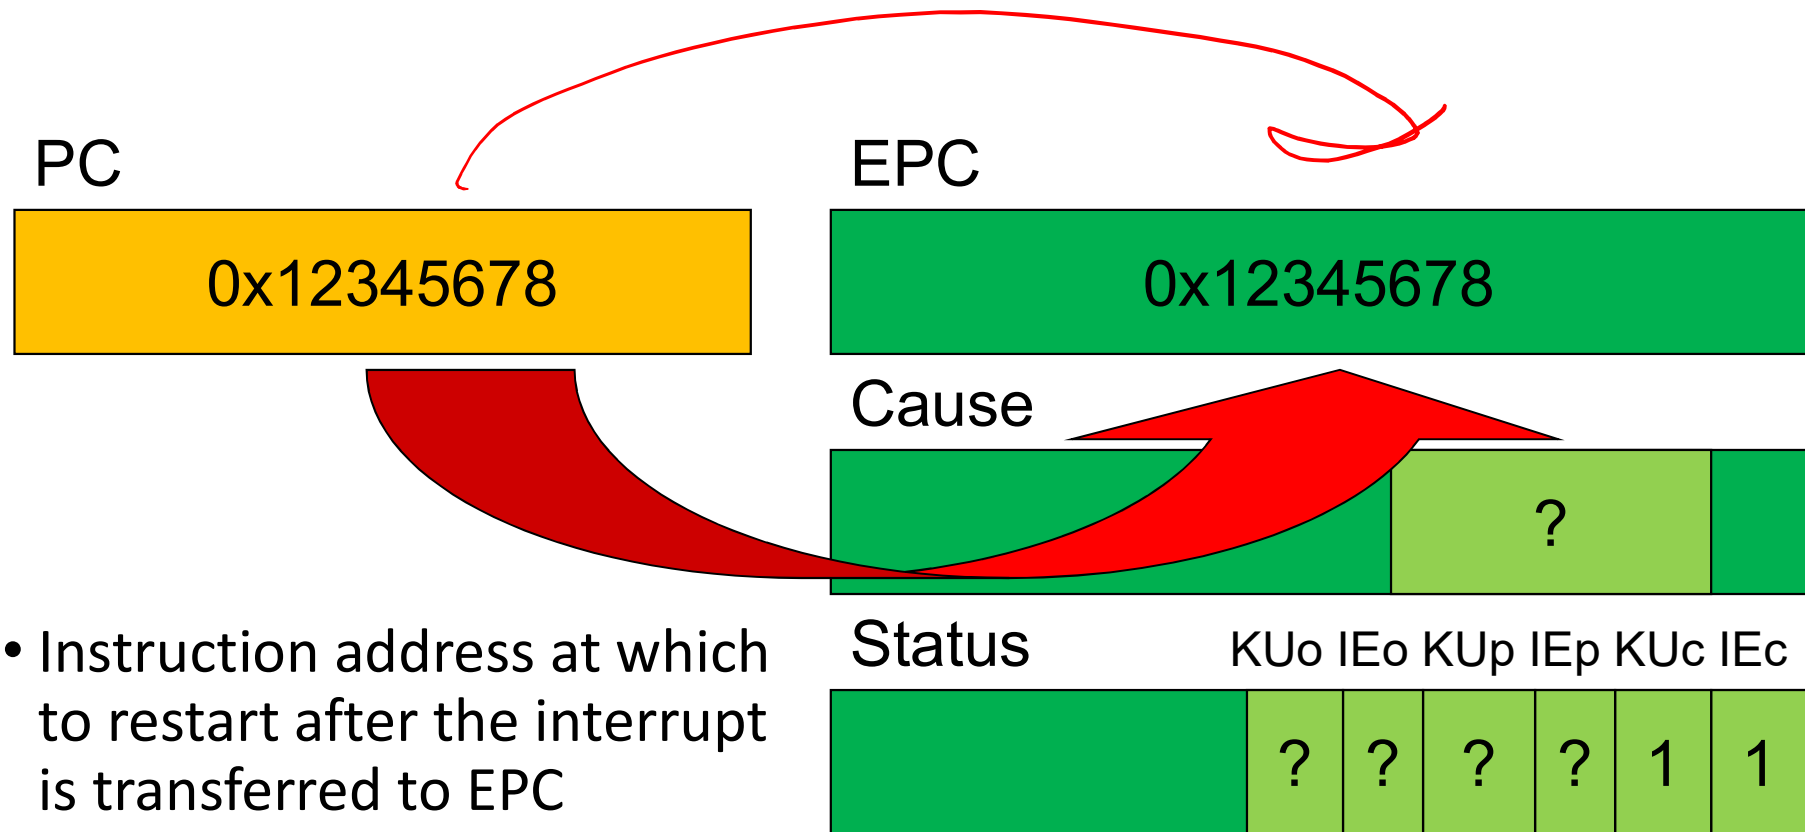 PC
EPC
0x12345678
0x12345678
Cause
?
• Instruction address at which
to restart after the interrupt
is transferred to EPC
Status
KUo IEo KUp IEp KUc IEc
? ? ? ? 1 1